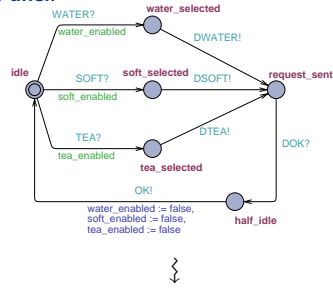 WATER?
water_selected
water_enabled
DWATER!
idle
SOFT?
soft_selected
DSOFT!
request_sent
soft_enabled
TEA?
DTEA!
tea_enabled
tea_selected
DOK?
OK!
water_enabled := false,
soft_enabled := false,
tea_enabled := false
half_idle